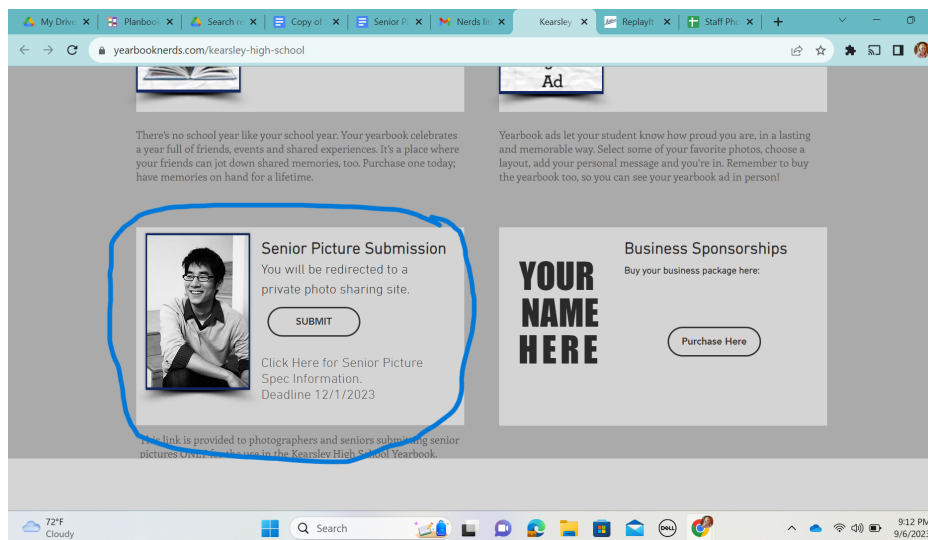 My Drive
Planbook
Search re
Copy of
Senior Pi
Nerds lin
Kearsley
ReplayIt
Staff Pho
yearbooknerds.com/kearsley-high-school
Ad
There's no school year like your school year. Your yearbook celebrates
a year full of friends, events and shared experiences. It's a place where
your friends can jot down shared memories, too. Purchase one today;
have memories on hand for a lifetime.
Yearbook ads let your student know how proud you are, in a lasting
and memorable way. Select some of your favorite photos, choose a
layout, add your personal message and you're in. Remember to buy
the yearbook too, so you can see your yearbook ad in person!
Senior Picture Submission
You will be redirected to a
private photo sharing site.
SUBMIT
Click Here for Senior Picture
Spec Information.
Deadline 12/1/2023
This link is provided to photographers and seniors submitting senior
pictures ONLY for the use in the Kearsley High School Yearbook.
YOUR
NAME
HERE
Business Sponsorships
Buy your business package here:
Purchase Here
72°F
Cloudy
Search
DELL
9:12 PM
9/6/2023